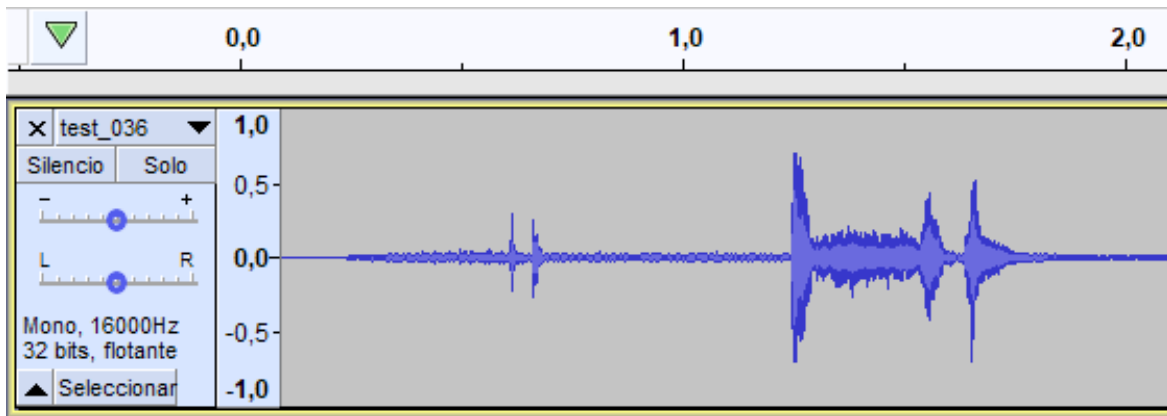 0,0 1,0 2,0
test_036 1,0
Silencio Solo 0,5
- +
L R 0,0
Mono, 16000Hz -0,5
32 bits, flotante
Seleccionar -1,0